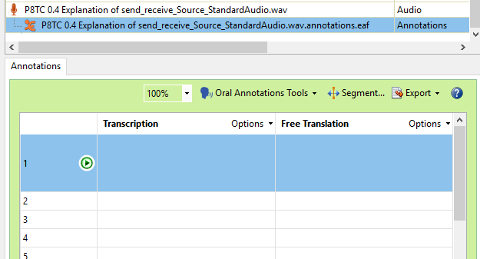 P8TC 0.4 Explanation of send_receive_Source_StandardAudio.wav Audio
P8TC 0.4 Explanation of send_receive_Source_StandardAudio.wav.annotations.eaf Annotations
Annotations
100% Oral Annotations Tools Segment... Export ?
Transcription Options Free Translation Options
1
2
3
4
5